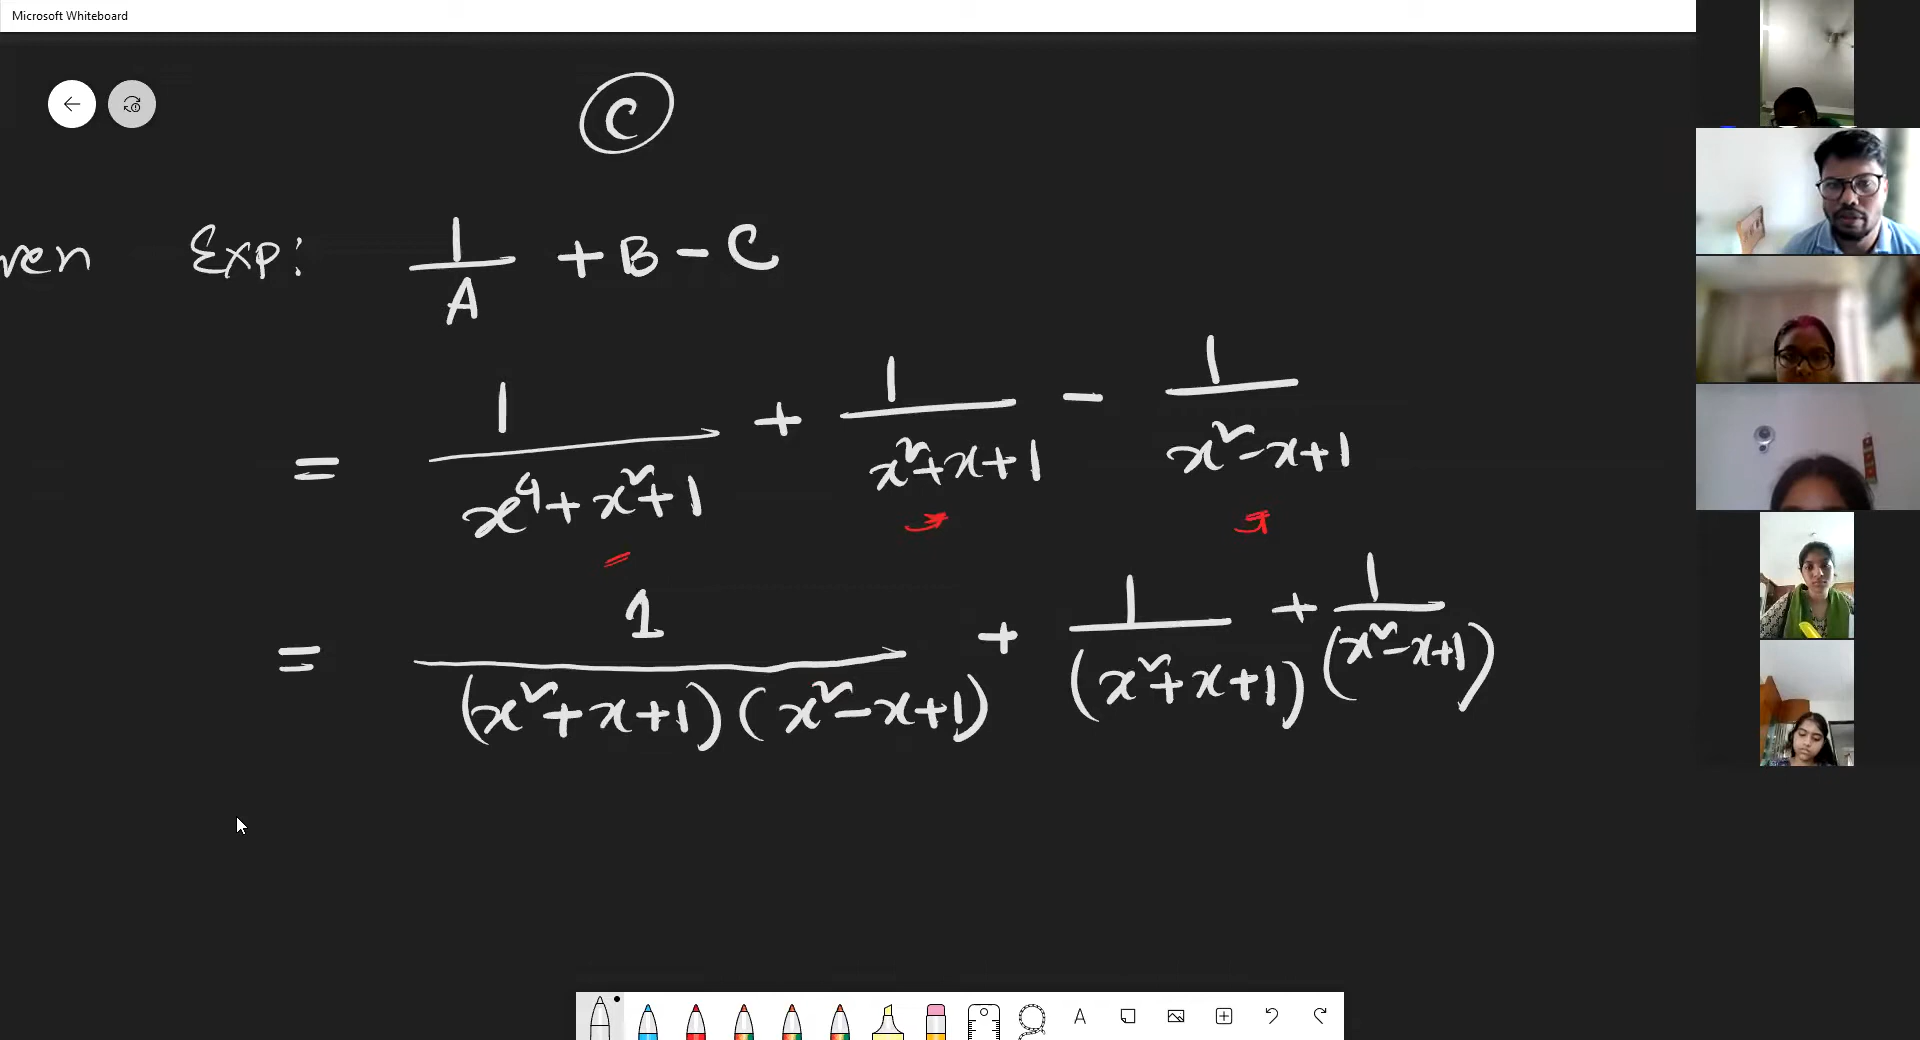 Microsoft Whiteboard
C
ven Exp: 1/A + B - C
= 1/(x⁴+x²+1) + 1/(x²+x+1) - 1/(x²-x+1)
= 1/((x²+x+1)(x²-x+1)) + 1/(x²+x+1) + 1/(x²-x+1)
A